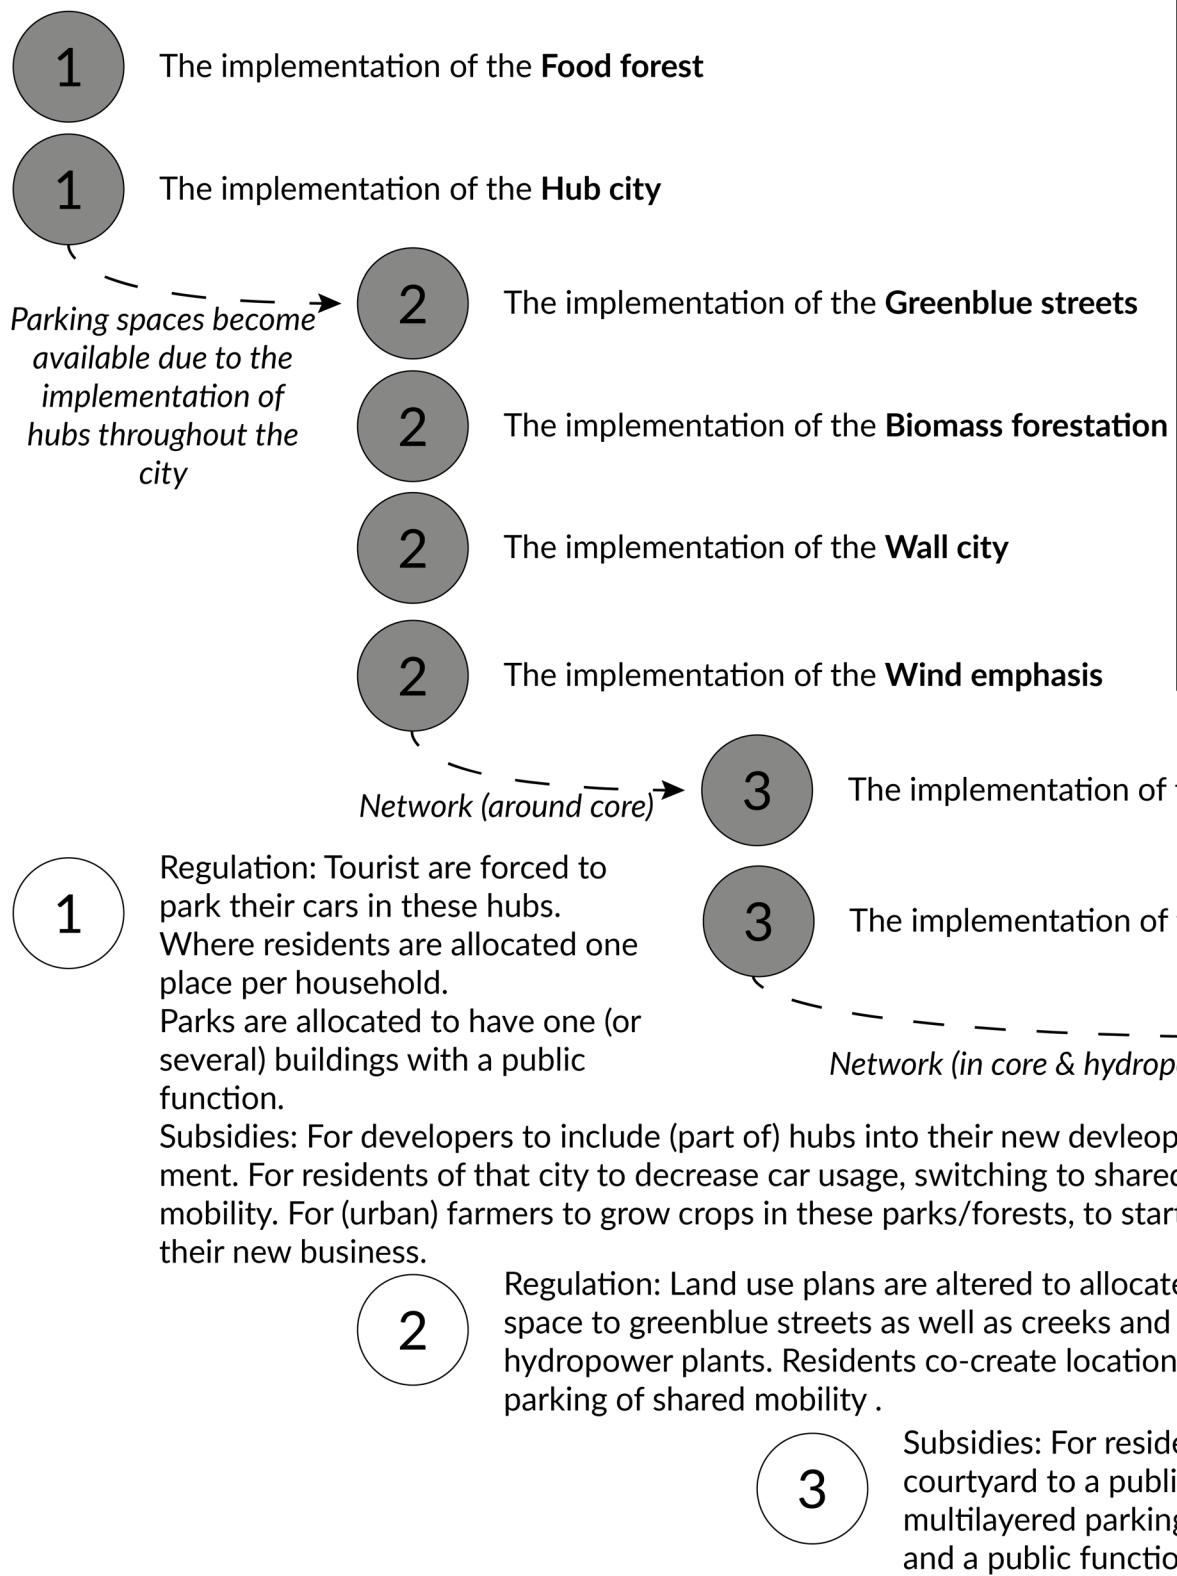 1
The implementation of the Food forest
1
The implementation of the Hub city
2
The implementation of the Greenblue streets
Parking spaces become
available due to the
implementation of
hubs throughout the
city
2
The implementation of the Biomass forestation
2
The implementation of the Wall city
2
The implementation of the Wind emphasis
3
The implementation of
Network (around core)
3
The implementation of
Network (in core & hydrop
1
Regulation: Tourist are forced to
park their cars in these hubs.
Where residents are allocated one
place per household.
Parks are allocated to have one (or
several) buildings with a public
function.
Subsidies: For developers to include (part of) hubs into their new devleop
ment. For residents of that city to decrease car usage, switching to shared
mobility. For (urban) farmers to grow crops in these parks/forests, to start
their new business.
2
Regulation: Land use plans are altered to allocate
space to greenblue streets as well as creeks and
hydropower plants. Residents co-create location
parking of shared mobility .
3
Subsidies: For reside
courtyard to a publi
multilayered parking
and a public functio